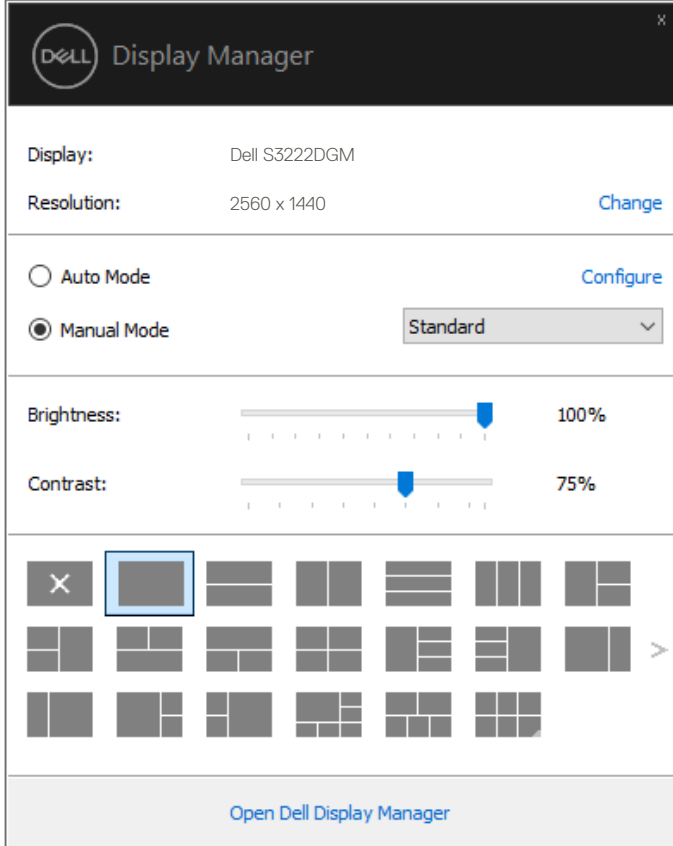 x
DELL Display Manager
Display: Dell S3222DGM
Resolution: 2560 x 1440 Change
Auto Mode Configure
Manual Mode Standard
Brightness: 100%
Contrast: 75%
Open Dell Display Manager